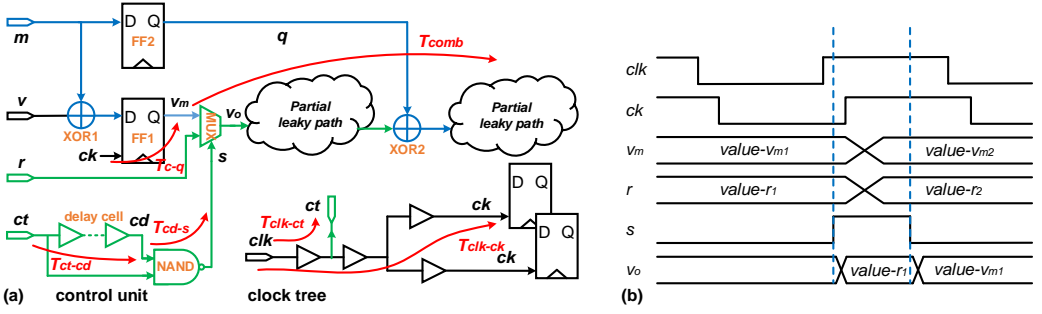 m
D Q
FF2
q
Tcomb
v
XOR1
D Q
FF1
ck
vm
Tc-q
MUX
vo
s
Partial
leaky path
XOR2
Partial
leaky path
r
ct
delay cell
cd
Tcd-s
Tct-cd
NAND
ct
Tclk-ct
clk
Tclk-ck
ck
ck
D Q
D Q
(a)
control unit
clock tree
clk
ck
vm
value-vm1
value-vm2
r
value-r1
value-r2
s
vo
value-r1
value-vm1
(b)